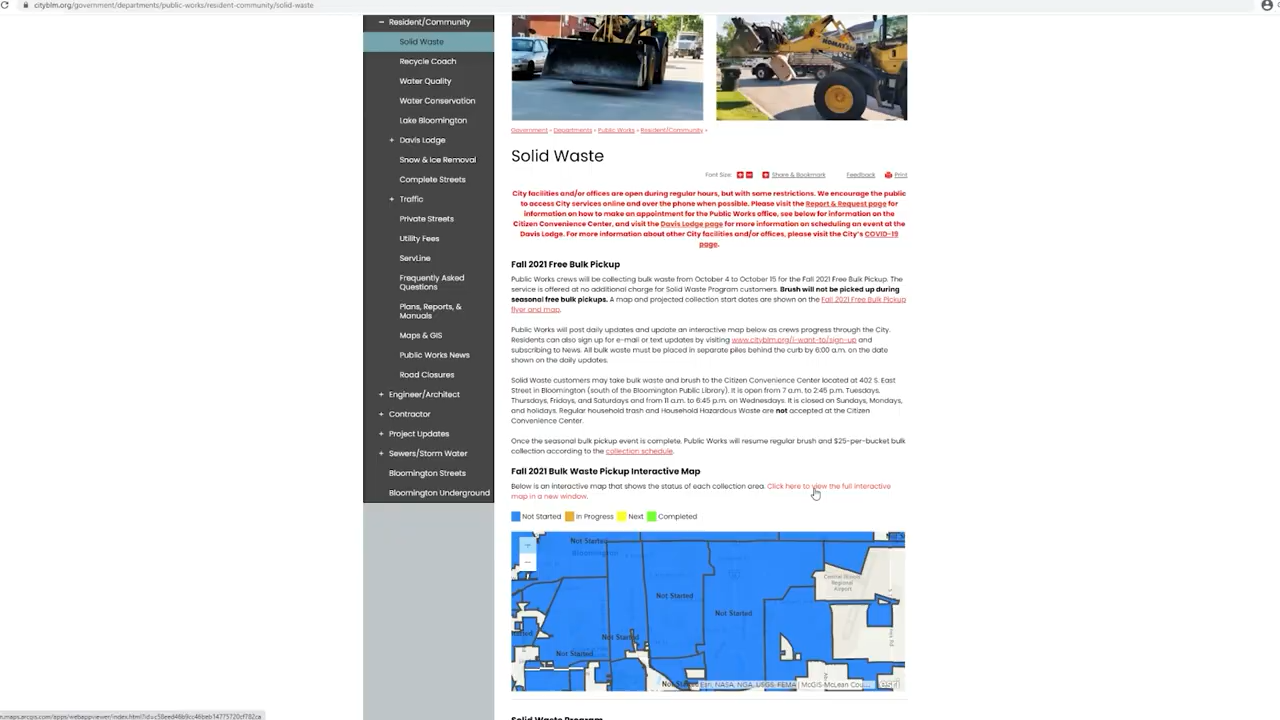 cityblm.org/government/departments/public-works/resident-community/solid-waste
− Resident/Community
Solid Waste
Recycle Coach
Water Quality
Water Conservation
Lake Bloomington
+ Davis Lodge
Snow & Ice Removal
Complete Streets
+ Traffic
Private Streets
Utility Fees
ServLine
Frequently Asked
Questions
Plans, Reports, &
Manuals
Maps & GIS
Public Works News
Road Closures
+ Engineer/Architect
+ Contractor
+ Project Updates
+ Sewers/Storm Water
Bloomington Streets
Bloomington Underground
KOMATSU
Government › Departments › Public Works › Resident/Community ›
Solid Waste
Font Size: + − + Share & Bookmark Feedback Print
City facilities and/or offices are open during regular hours, but with some restrictions. We encourage the public
to access City services online and over the phone when possible. Please visit the Report & Request page for
information on how to make an appointment for the Public Works office, see below for information on the
Citizen Convenience Center, and visit the Davis Lodge page for more information on scheduling an event at the
Davis Lodge. For more information about other City facilities and/or offices, please visit the City's COVID-19
page.
Fall 2021 Free Bulk Pickup
Public Works crews will be collecting bulk waste from October 4 to October 15 for the Fall 2021 Free Bulk Pickup. The
service is offered at no additional charge for Solid Waste Program customers. Brush will not be picked up during
seasonal free bulk pickups. A map and projected collection start dates are shown on the Fall 2021 Free Bulk Pickup
flyer and map.
Public Works will post daily updates and update an interactive map below as crews progress through the City.
Residents can also sign up for e-mail or text updates by visiting www.cityblm.org/i-want-to/sign-up and
subscribing to News. All bulk waste must be placed in separate piles behind the curb by 6:00 a.m. on the date
shown on the daily updates.
Solid Waste customers may take bulk waste and brush to the Citizen Convenience Center located at 402 S. East
Street in Bloomington (south of the Bloomington Public Library). It is open from 7 a.m. to 2:45 p.m. Tuesdays,
Thursdays, Fridays, and Saturdays and from 11 a.m. to 6:45 p.m. on Wednesdays. It is closed on Sundays, Mondays,
and holidays. Regular household trash and Household Hazardous Waste are not accepted at the Citizen
Convenience Center.
Once the seasonal bulk pickup event is complete, Public Works will resume regular brush and $25-per-bucket bulk
collection according to the collection schedule.
Fall 2021 Bulk Waste Pickup Interactive Map
Below is an interactive map that shows the status of each collection area. Click here to view the full interactive
map in a new window.
Not Started In Progress Next Completed
Not Started
Bloomington
Central Illinois
Regional
Airport
Not Started
Not Started
Not Started
Not Started
Esri, NASA, NGA, USGS, FEMA | McGIS-McLean Cou...
esri
Solid Waste Program